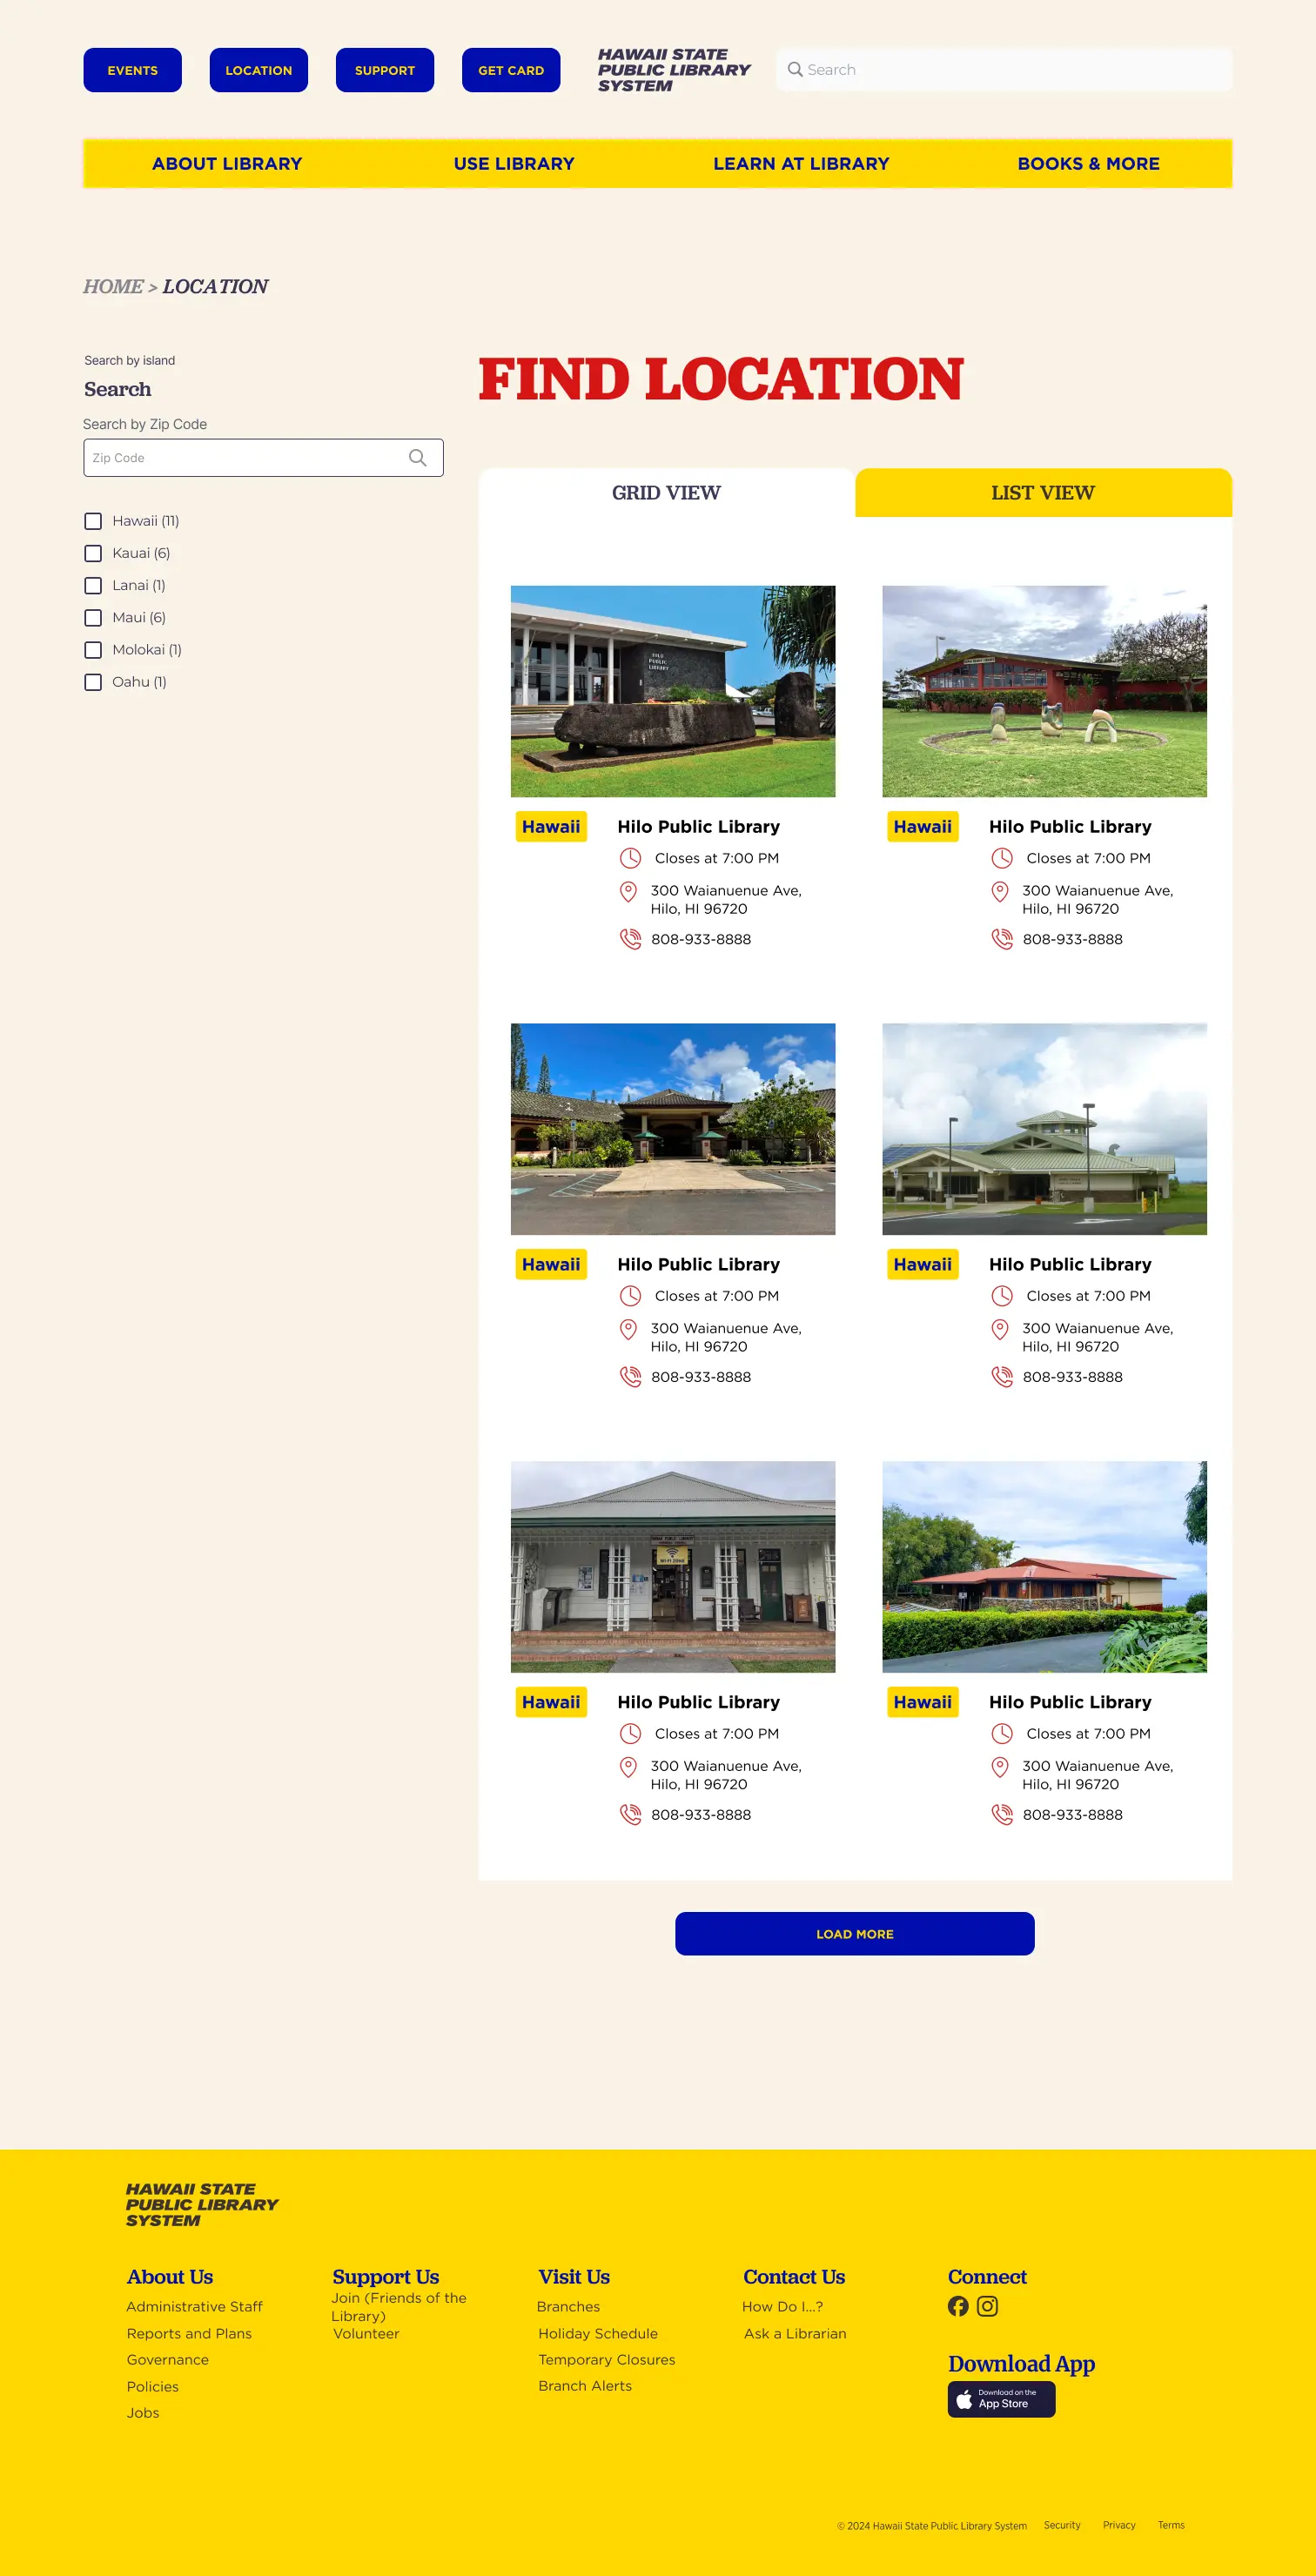 EVENTS
LOCATION
SUPPORT
GET CARD
HAWAII STATE
PUBLIC LIBRARY
SYSTEM
Search
ABOUT LIBRARY
USE LIBRARY
LEARN AT LIBRARY
BOOKS & MORE
HOME > LOCATION
Search by island
Search
Search by Zip Code
Zip Code
Hawaii (11)
Kauai (6)
Lanai (1)
Maui (6)
Molokai (1)
Oahu (1)
FIND LOCATION
GRID VIEW
LIST VIEW
HILO
PUBLIC
LIBRARY
Hawaii
Hilo Public Library
Closes at 7:00 PM
300 Waianuenue Ave,
Hilo, HI 96720
808-933-8888
Hawaii
Hilo Public Library
Closes at 7:00 PM
300 Waianuenue Ave,
Hilo, HI 96720
808-933-8888
Hawaii
Hilo Public Library
Closes at 7:00 PM
300 Waianuenue Ave,
Hilo, HI 96720
808-933-8888
Hawaii
Hilo Public Library
Closes at 7:00 PM
300 Waianuenue Ave,
Hilo, HI 96720
808-933-8888
PUBLIC LIBRARY
WI-FI ZONE
Hawaii
Hilo Public Library
Closes at 7:00 PM
300 Waianuenue Ave,
Hilo, HI 96720
808-933-8888
Hawaii
Hilo Public Library
Closes at 7:00 PM
300 Waianuenue Ave,
Hilo, HI 96720
808-933-8888
LOAD MORE
HAWAII STATE
PUBLIC LIBRARY
SYSTEM
About Us
Administrative Staff
Reports and Plans
Governance
Policies
Jobs
Support Us
Join (Friends of the
Library)
Volunteer
Visit Us
Branches
Holiday Schedule
Temporary Closures
Branch Alerts
Contact Us
How Do I...?
Ask a Librarian
Connect
Download App
Download on the
App Store
© 2024 Hawaii State Public Library System
Security
Privacy
Terms